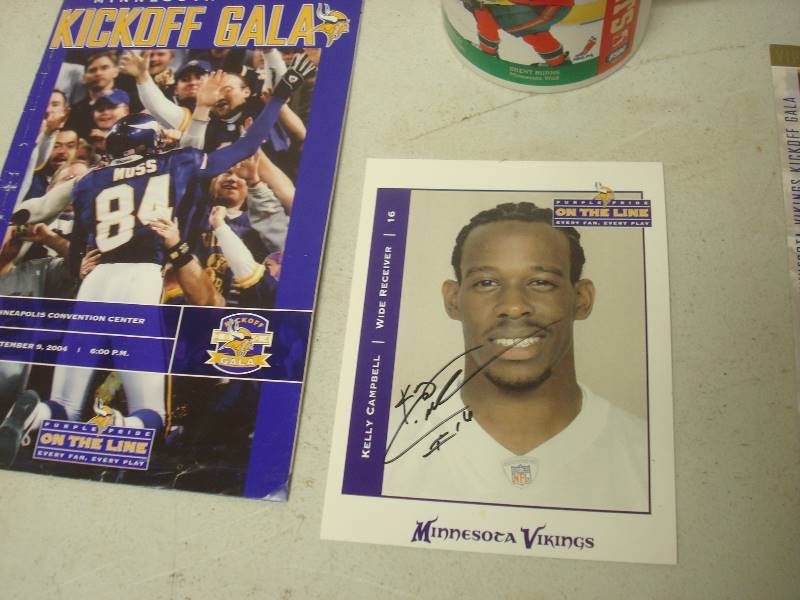 KICKOFF GALA
MOSS
84
CONVENTION CENTER
9, 2004 | 6:00 P.M.
KICKOFF
GALA
PURPLE PRIDE
ON THE LINE
EVERY FAN, EVERY PLAY
BRENT BURNS
PURPLE PRIDE
ON THE LINE
EVERY FAN, EVERY PLAY
KELLY CAMPBELL | WIDE RECEIVER | 16
#16
NFL
MINNESOTA VIKINGS
VIKINGS KICKOFF GALA